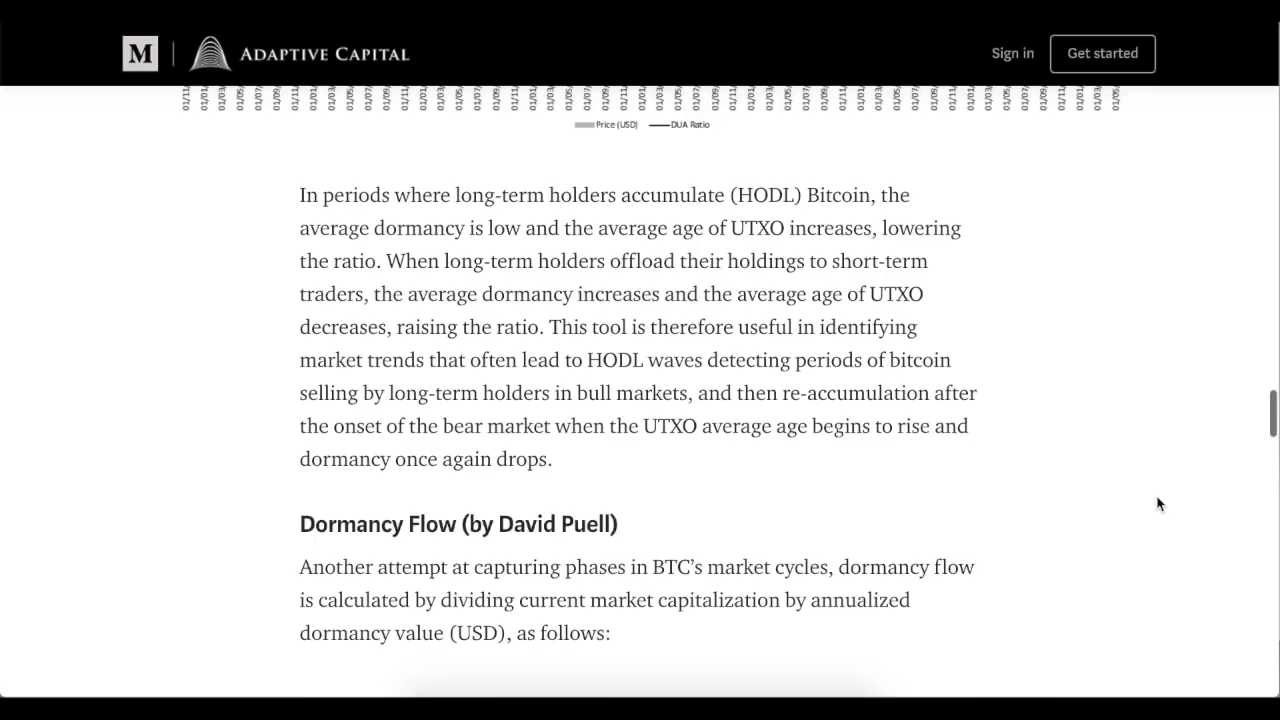 M ADAPTIVE CAPITAL Sign in Get started
Price (USD) DUA Ratio
In periods where long-term holders accumulate (HODL) Bitcoin, the
average dormancy is low and the average age of UTXO increases, lowering
the ratio. When long-term holders offload their holdings to short-term
traders, the average dormancy increases and the average age of UTXO
decreases, raising the ratio. This tool is therefore useful in identifying
market trends that often lead to HODL waves detecting periods of bitcoin
selling by long-term holders in bull markets, and then re-accumulation after
the onset of the bear market when the UTXO average age begins to rise and
dormancy once again drops.
Dormancy Flow (by David Puell)
Another attempt at capturing phases in BTC’s market cycles, dormancy flow
is calculated by dividing current market capitalization by annualized
dormancy value (USD), as follows: